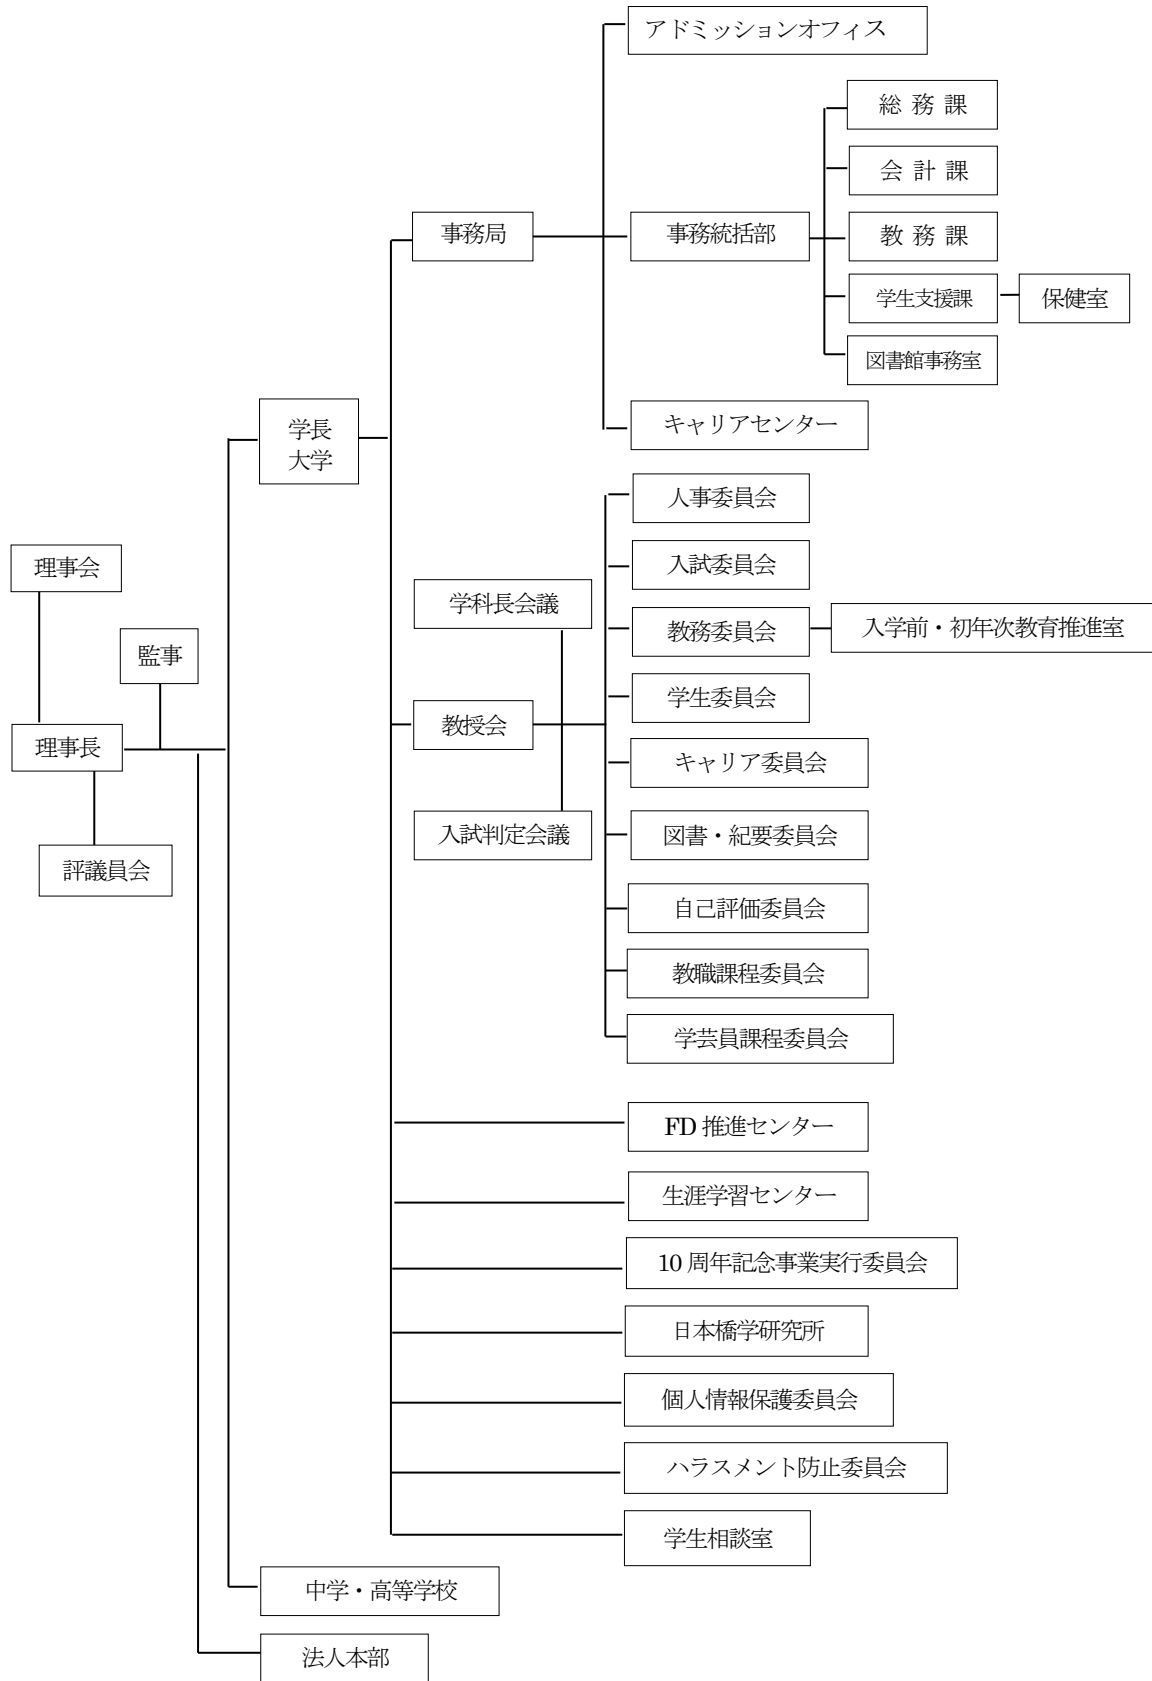 アドミッションオフィス
総 務 課
会 計 課
事務局
事務統括部
教 務 課
学生支援課
保健室
図書館事務室
キャリアセンター
学長
大学
人事委員会
理事会
入試委員会
学科長会議
教務委員会
入学前・初年次教育推進室
監事
学生委員会
教授会
理事長
キャリア委員会
入試判定会議
図書・紀要委員会
評議員会
自己評価委員会
教職課程委員会
学芸員課程委員会
FD 推進センター
生涯学習センター
10 周年記念事業実行委員会
日本橋学研究所
個人情報保護委員会
ハラスメント防止委員会
学生相談室
中学・高等学校
法人本部